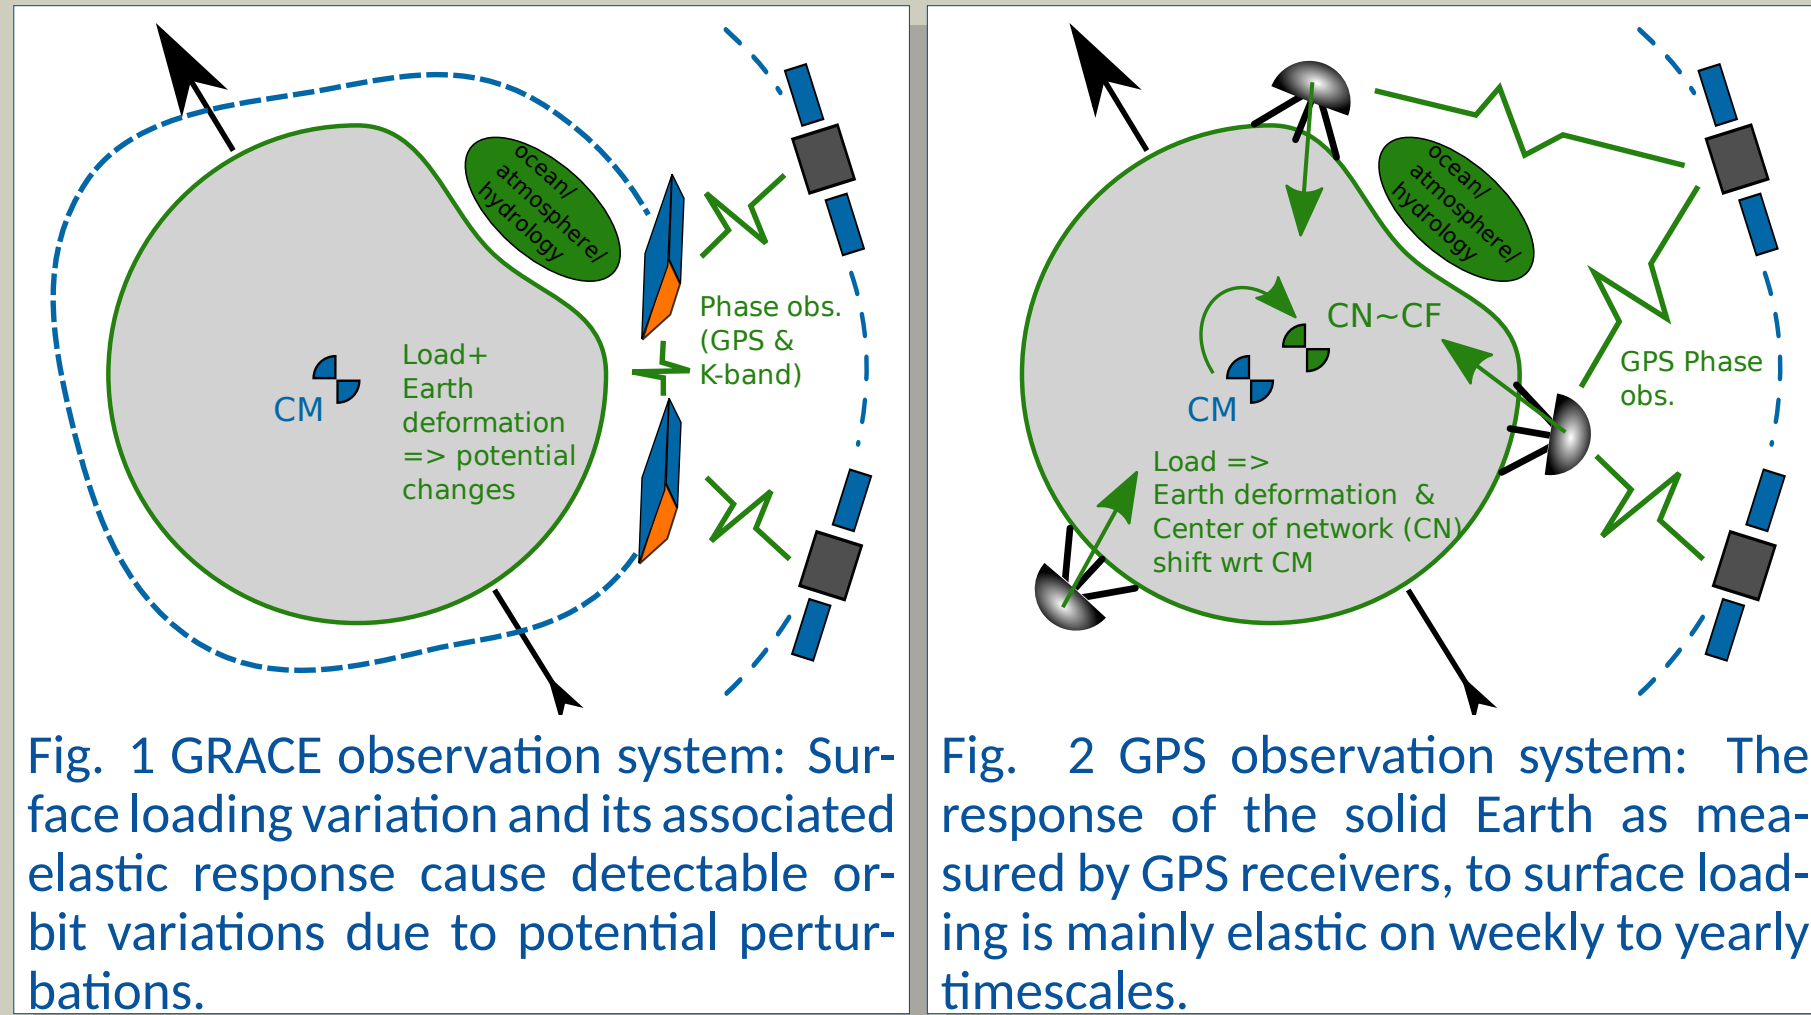 ocean/
atmosphere/
hydrology
Phase obs.
(GPS &
K-band)
Load+
Earth
deformation
=> potential
changes
CM
Fig. 1 GRACE observation system: Sur-
face loading variation and its associated
elastic response cause detectable or-
bit variations due to potential pertur-
bations.
ocean/
atmosphere/
hydrology
CN~CF
GPS Phase
obs.
CM
Load =>
Earth deformation &
Center of network (CN)
shift wrt CM
Fig. 2 GPS observation system: The
response of the solid Earth as mea-
sured by GPS receivers, to surface load-
ing is mainly elastic on weekly to yearly
timescales.